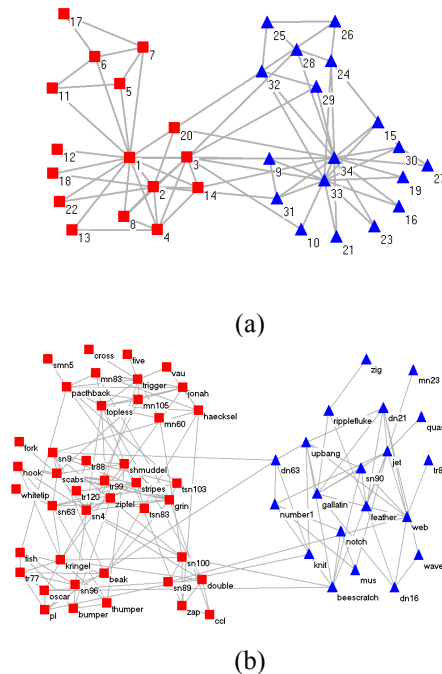 17
7
6
5
11
12
18
22
13
8
4
1
2
3
14
20
25
26
28
24
32
29
15
30
27
9
34
33
19
31
16
10
21
23
(a)
cross
five
vau
smn5
mn83
trigger
jonah
pacthback
mn105
topless
haecksel
mn60
fork
sn9
tr88
shmuddel
hook
scabs
tr99
stripes
tsn103
whitetip
tr120
zipfel
grin
sn63
sn4
tsn83
fish
kringel
sn100
tr77
beak
sn89
double
oscar
sn96
pl
bumper
thumper
zap
ccl
zig
mn23
ripplefluke
dn21
quas
upbang
jet
dn63
sn90
tr8
number1
gallatin
feather
web
notch
knit
mus
wave
beescratch
dn16
(b)